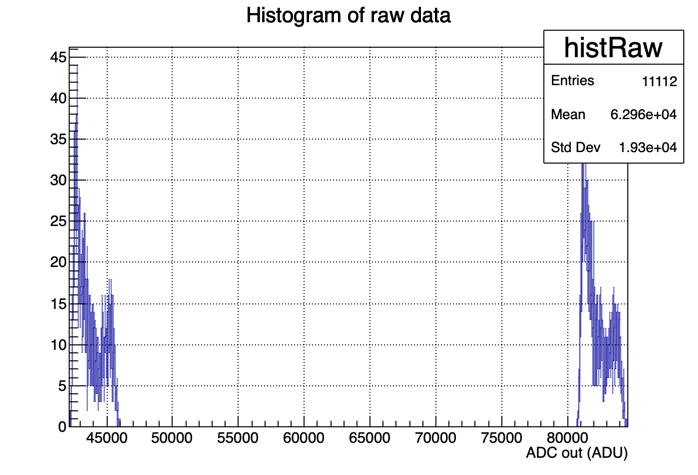 Histogram of raw data
histRaw
Entries 11112
Mean 6.296e+04
Std Dev 1.93e+04
45
40
35
30
25
20
15
10
5
0
45000 50000 55000 60000 65000 70000 75000 80000
ADC out (ADU)